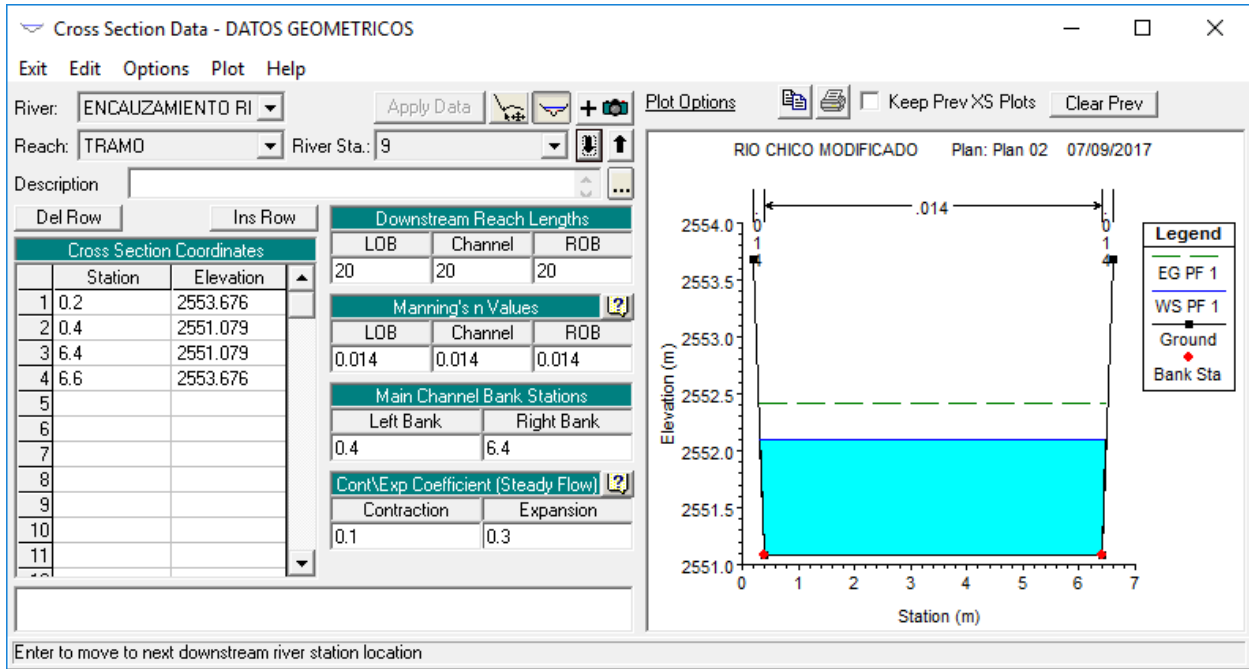 Cross Section Data - DATOS GEOMETRICOS
Exit Edit Options Plot Help
River: ENCAUZAMIENTO RI Apply Data
Reach: TRAMO River Sta.: 9
Description ...
Del Row Ins Row
Cross Section Coordinates
Station Elevation
1 0.2 2553.676
2 0.4 2551.079
3 6.4 2551.079
4 6.6 2553.676
5
6
7
8
9
10
11
Downstream Reach Lengths
LOB Channel ROB
20 20 20
Manning's n Values
LOB Channel ROB
0.014 0.014 0.014
Main Channel Bank Stations
Left Bank Right Bank
0.4 6.4
Cont\Exp Coefficient (Steady Flow)
Contraction Expansion
0.1 0.3
Plot Options Keep Prev XS Plots Clear Prev
RIO CHICO MODIFICADO Plan: Plan 02 07/09/2017
.014
.014
.014
2554.0
2553.5
2553.0
2552.5
2552.0
2551.5
2551.0
Elevation (m)
0 1 2 3 4 5 6 7
Station (m)
Legend
EG PF 1
WS PF 1
Ground
Bank Sta
Enter to move to next downstream river station location